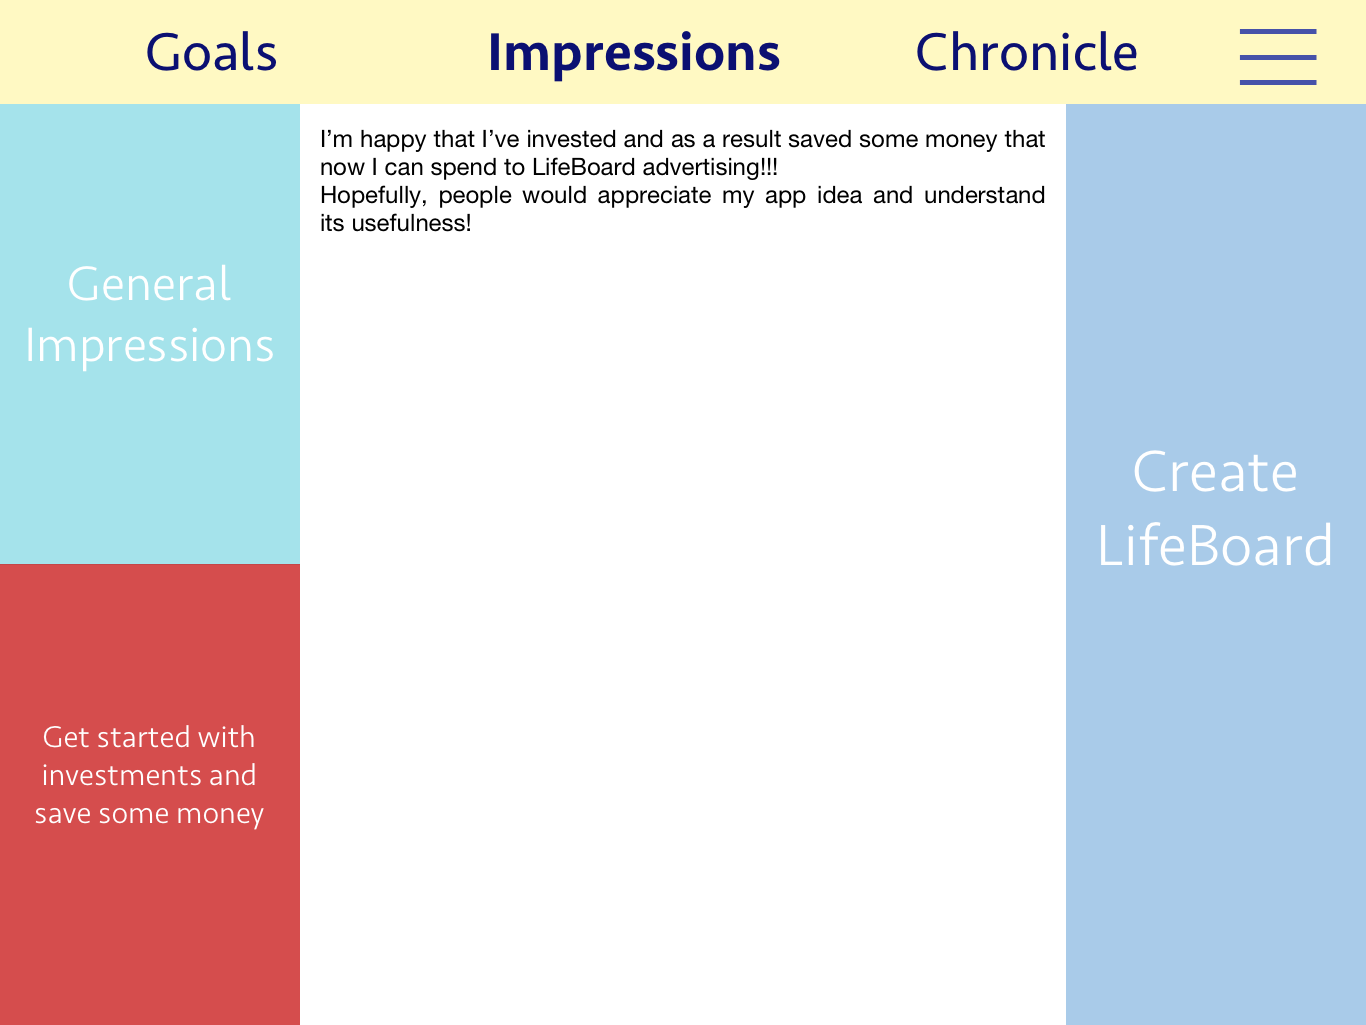 Goals
Impressions
Chronicle
General
Impressions
Get started with
investments and
save some money
I'm happy that I've invested and as a result saved some money that
now I can spend to LifeBoard advertising!!!
Hopefully, people would appreciate my app idea and understand
its usefulness!
Create
LifeBoard